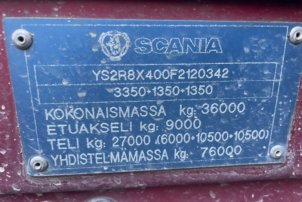 SCANIA
YS2R8X400F2120342
3350+1350+1350
KOKONAISMASSA kg: 36000
ETUAKSELI kg: 9000
TELI kg: 27000 (6000+10500+10500)
YHDISTELMÄMASSA kg: 76000